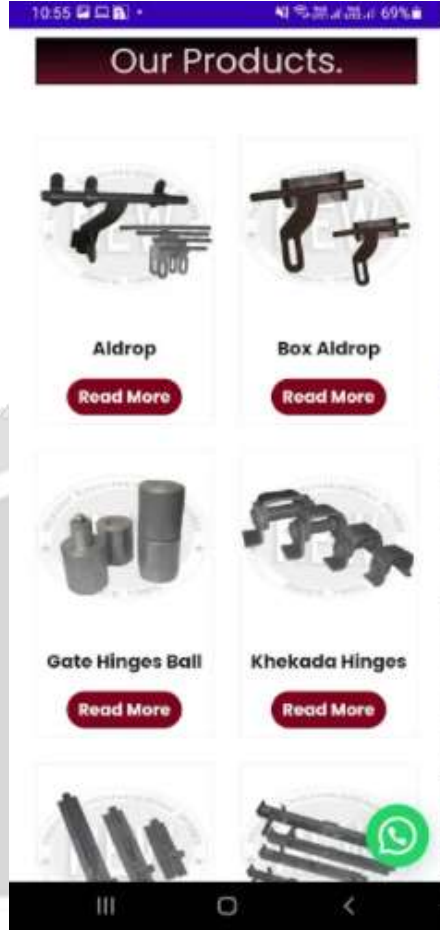 10:55
69%
Our Products.
Aldrop
Box Aldrop
Read More
Read More
Gate Hinges Ball
Khekada Hinges
Read More
Read More